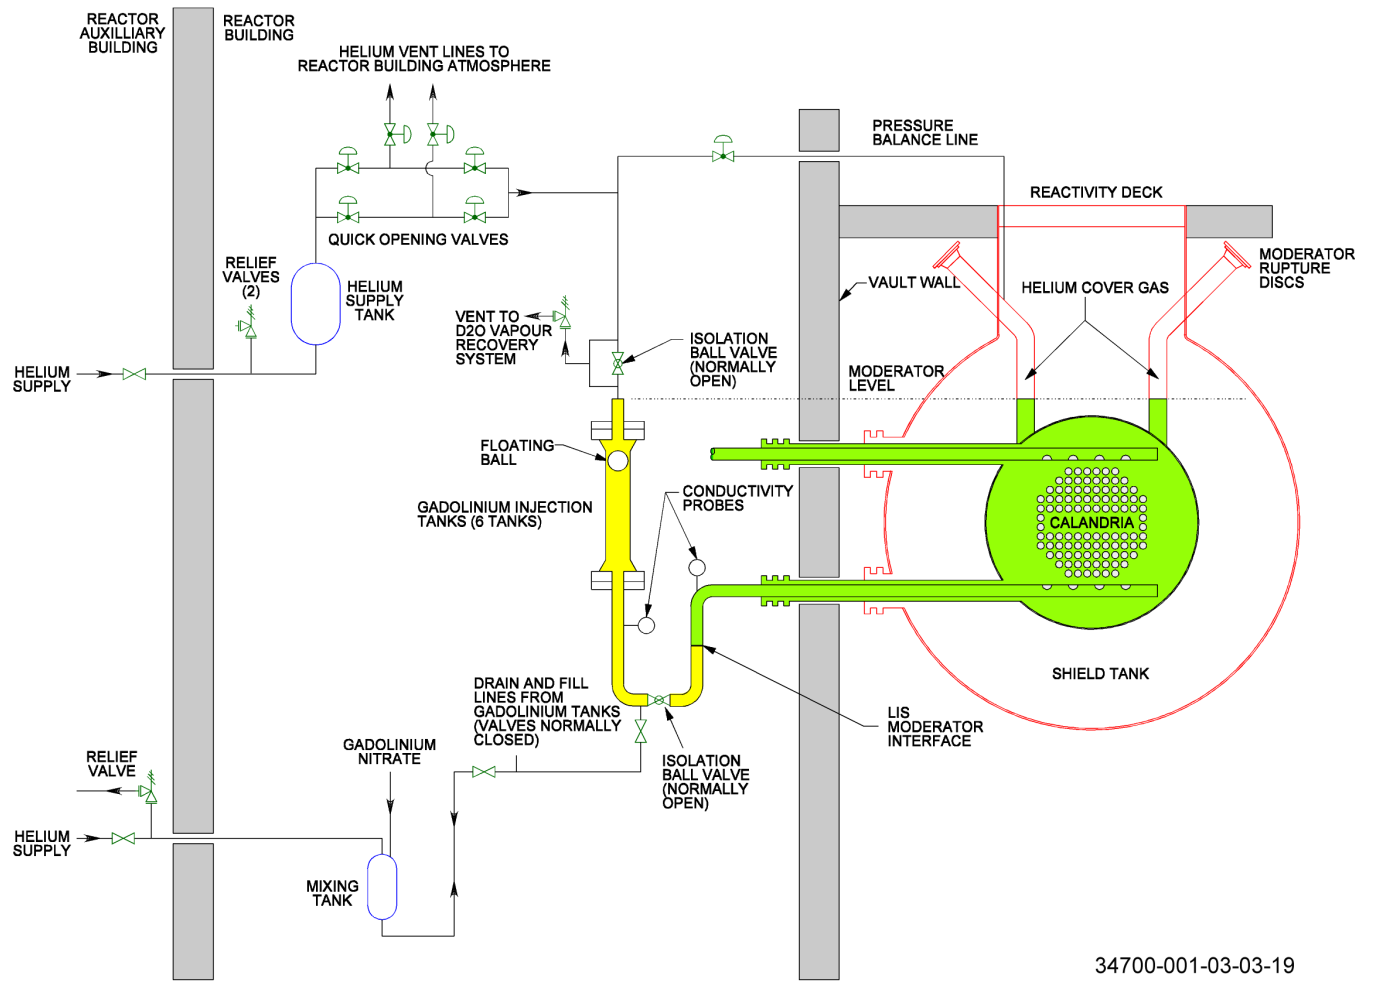 REACTOR
AUXILLIARY
BUILDING
REACTOR
BUILDING
HELIUM VENT LINES TO
REACTOR BUILDING ATMOSPHERE
PRESSURE
BALANCE LINE
REACTIVITY DECK
QUICK OPENING VALVES
RELIEF
VALVES
(2)
HELIUM
SUPPLY
TANK
MODERATOR
RUPTURE
DISCS
VAULT WALL
HELIUM COVER GAS
VENT TO
D2O VAPOUR
RECOVERY
SYSTEM
ISOLATION
BALL VALVE
(NORMALLY
OPEN)
HELIUM
SUPPLY
MODERATOR
LEVEL
FLOATING
BALL
CONDUCTIVITY
PROBES
GADOLINIUM INJECTION
TANKS (6 TANKS)
CALANDRIA
SHIELD TANK
DRAIN AND FILL
LINES FROM
GADOLINIUM TANKS
(VALVES NORMALLY
CLOSED)
LIS
MODERATOR
INTERFACE
GADOLINIUM
NITRATE
RELIEF
VALVE
ISOLATION
BALL VALVE
(NORMALLY
OPEN)
HELIUM
SUPPLY
MIXING
TANK
34700-001-03-03-19